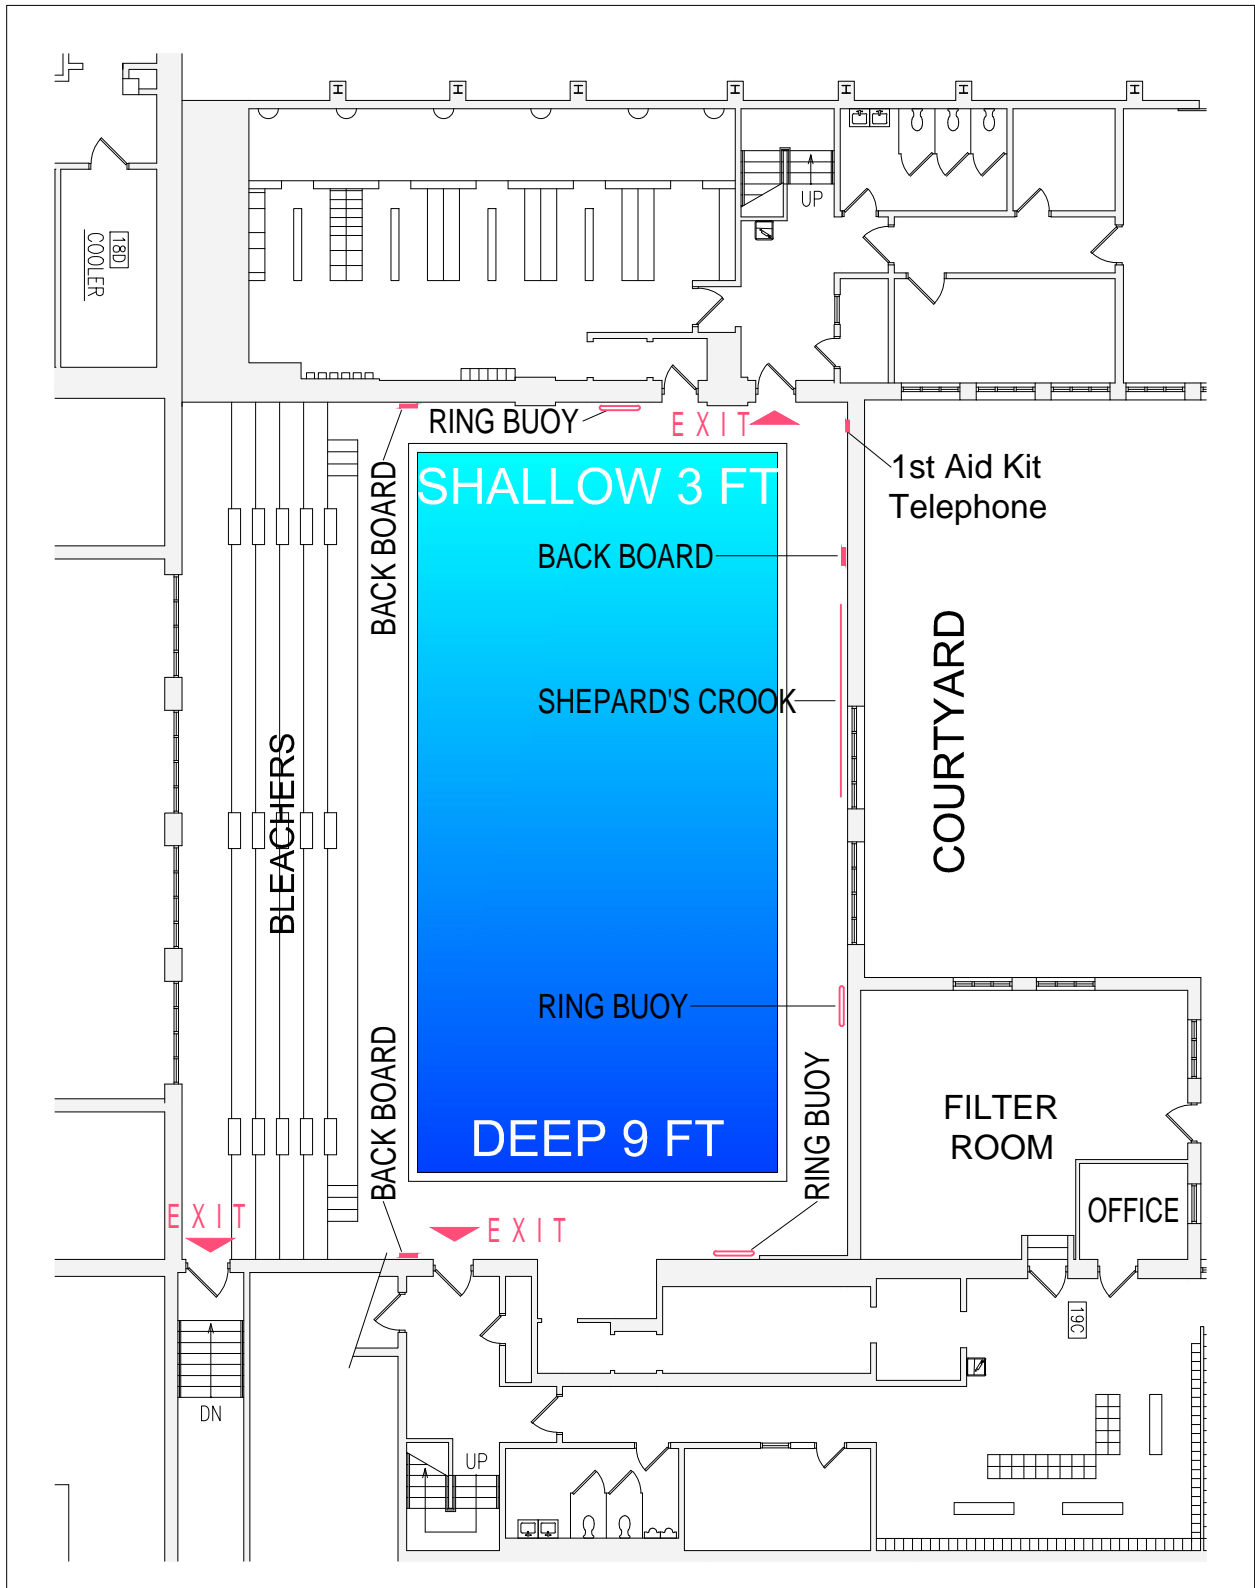 UP
18D
COOLER
RING BUOY
EXIT
BACK BOARD
SHALLOW 3 FT
1st Aid Kit
Telephone
BACK BOARD
SHEPARD'S CROOK
COURTYARD
BLEACHERS
RING BUOY
BACK BOARD
RING BUOY
DEEP 9 FT
FILTER
ROOM
OFFICE
EXIT
EXIT
19C
DN
UP